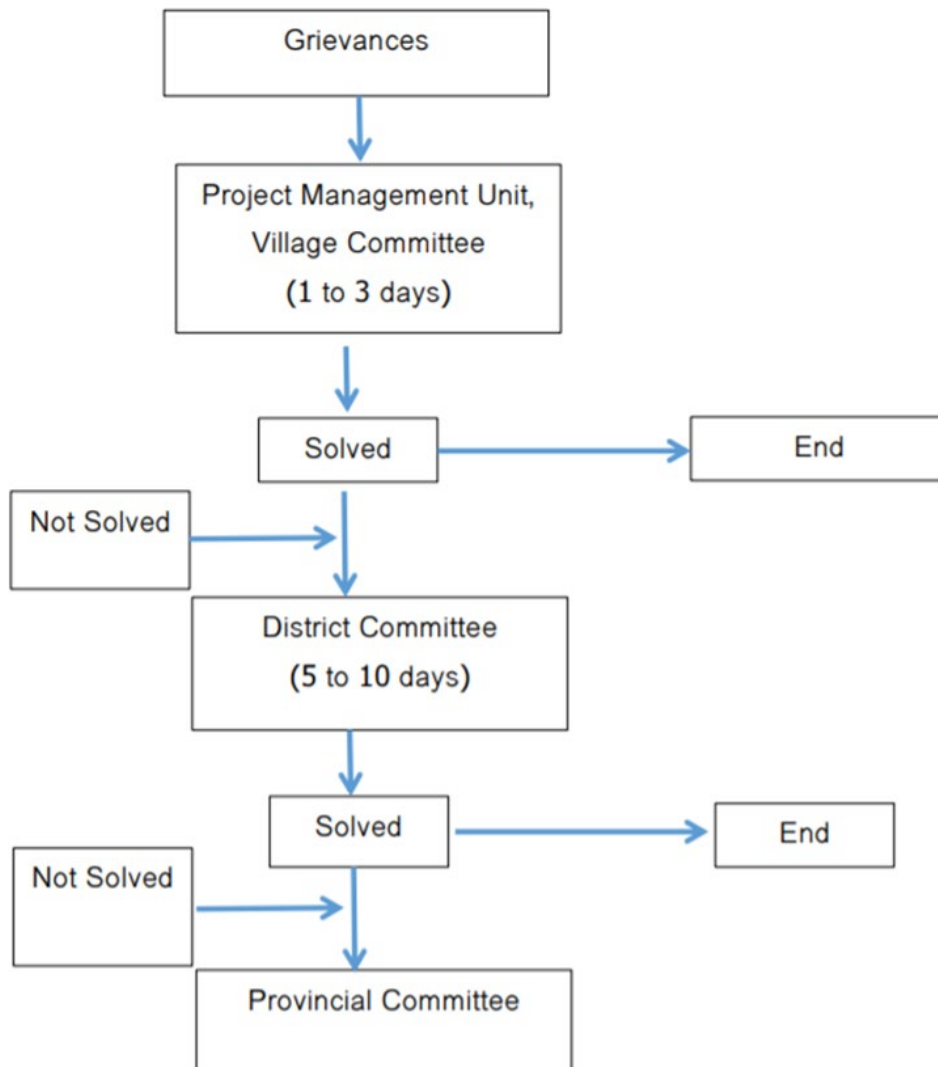 Grievances
Project Management Unit,
Village Committee
(1 to 3 days)
Solved
End
Not Solved
District Committee
(5 to 10 days)
Solved
End
Not Solved
Provincial Committee